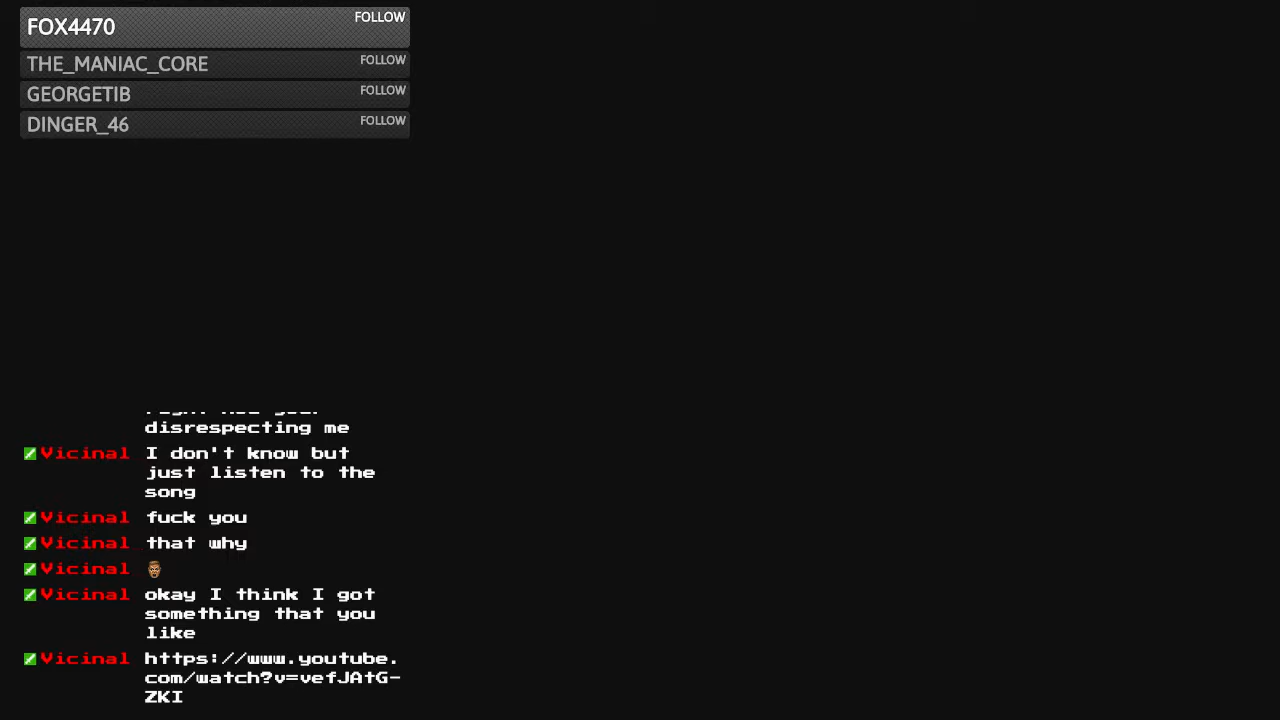 FOX4470 FOLLOW
THE_MANIAC_CORE FOLLOW
GEORGETIB FOLLOW
DINGER_46 FOLLOW
disrespecting me
Vicinal I don't know but
just listen to the
song
Vicinal fuck you
Vicinal that why
Vicinal
Vicinal okay I think I got
something that you
like
Vicinal https://www.youtube.
com/watch?v=vefJAtG-
ZKI